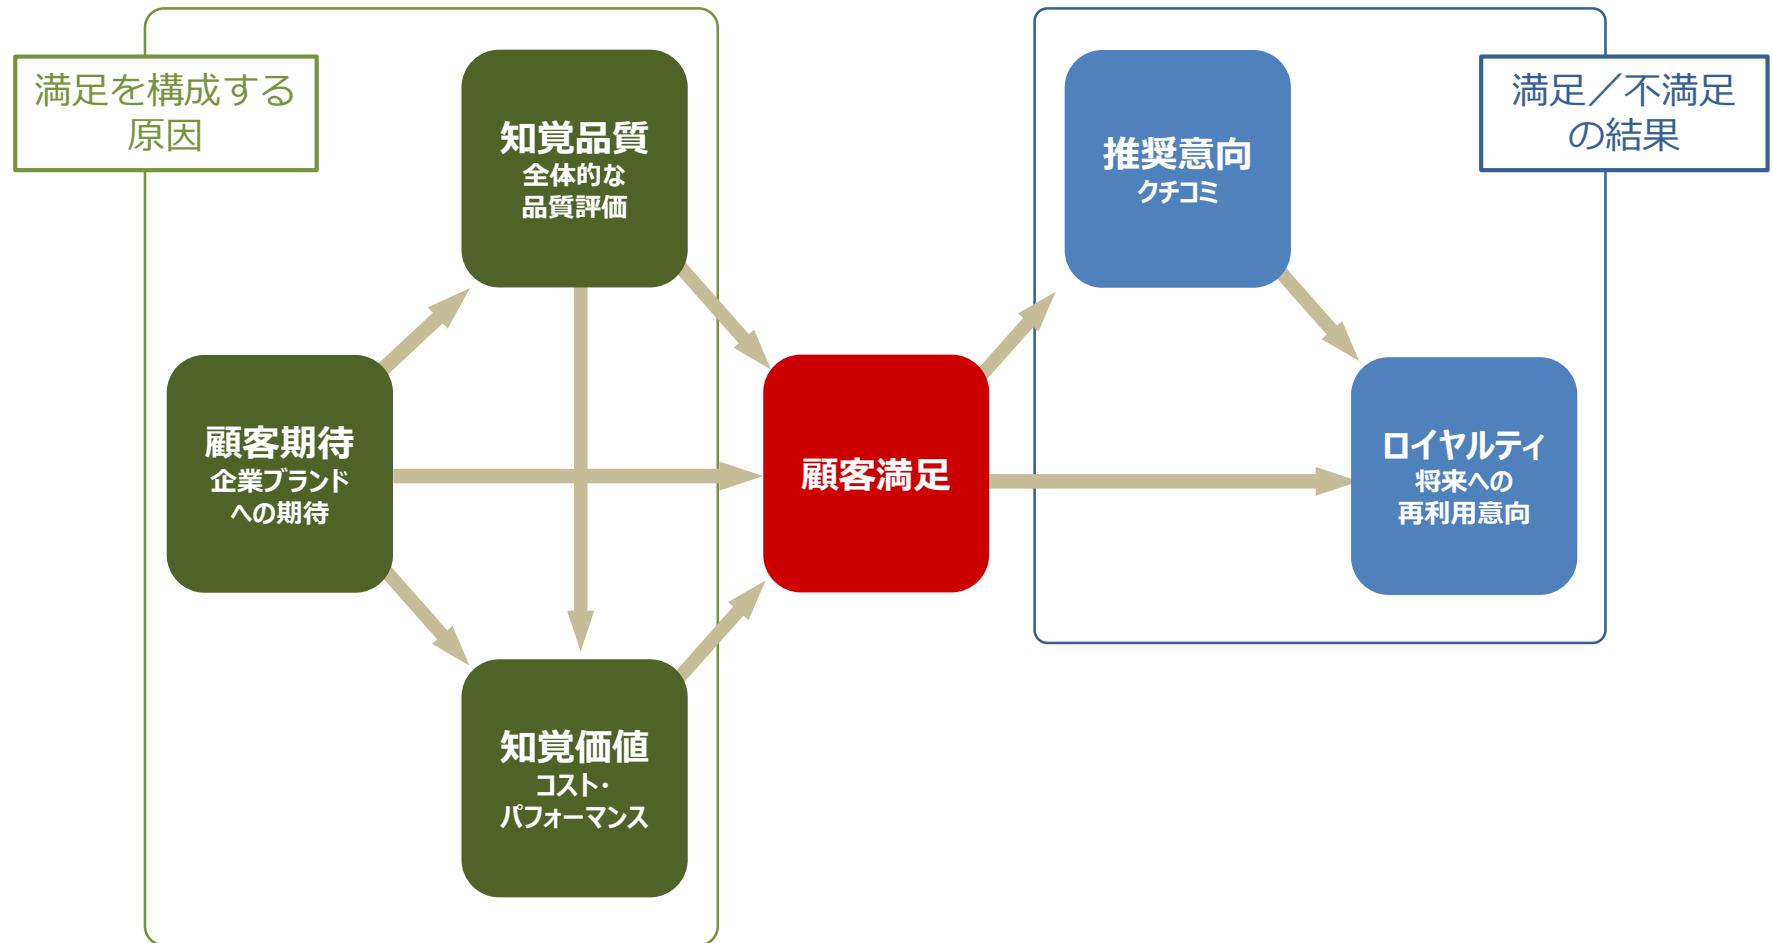 満足を構成する
原因
知覚品質
全体的な
品質評価
顧客期待
企業ブランド
への期待
知覚価値
コスト・
パフォーマンス
顧客満足
推奨意向
クチコミ
ロイヤルティ
将来への
再利用意向
満足／不満足
の結果